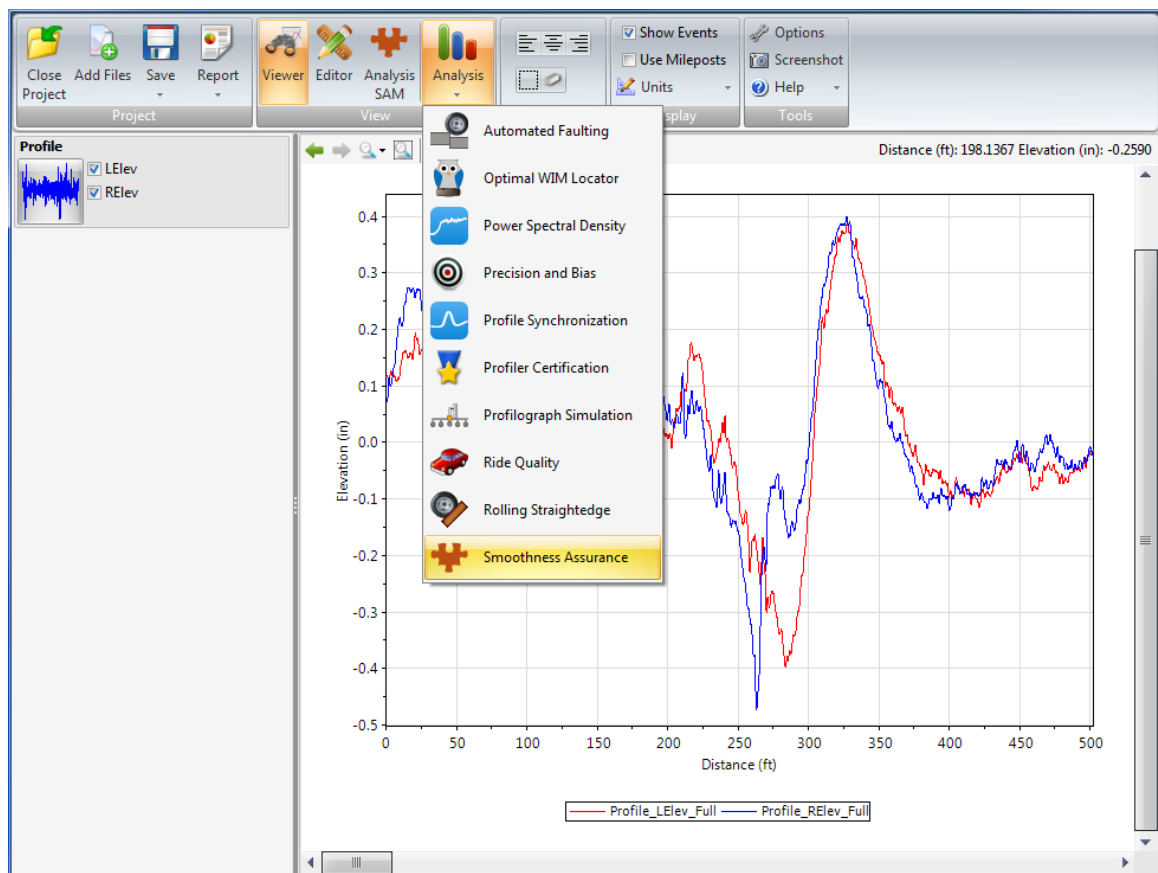 Close Project
Add Files
Save
Report
Project
Viewer
Editor
Analysis SAM
Analysis
View
Show Events
Use Mileposts
Units
Options
Screenshot
Help
Tools
Profile
LElev
RElev
Automated Faulting
Optimal WIM Locator
Power Spectral Density
Precision and Bias
Profile Synchronization
Profiler Certification
Profilograph Simulation
Ride Quality
Rolling Straightedge
Smoothness Assurance
Distance (ft): 198.1367 Elevation (in): -0.2590
0.4
0.3
0.2
0.1
0.0
-0.1
-0.2
-0.3
-0.4
-0.5
Elevation (in)
0 50 100 150 200 250 300 350 400 450 500
Distance (ft)
Profile_LElev_Full Profile_RElev_Full